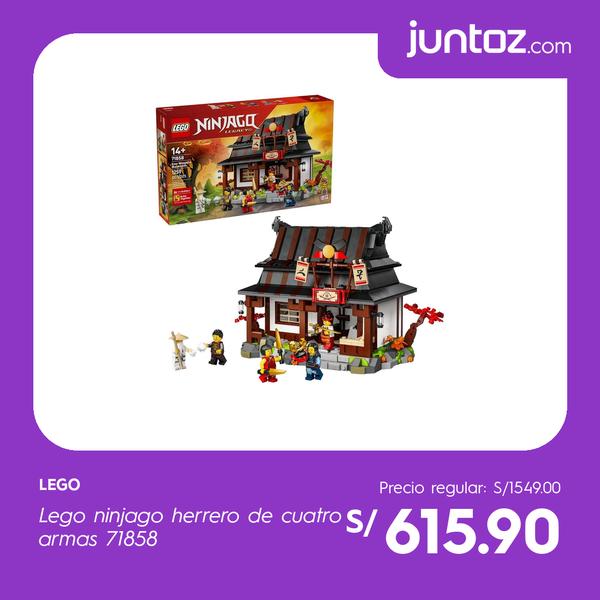 juntoz.com
LEGO
NINJAGO
LEGACY
14+
71858
LEGO
Precio regular: S/1549.00
Lego ninjago herrero de cuatro
armas 71858
S/ 615.90